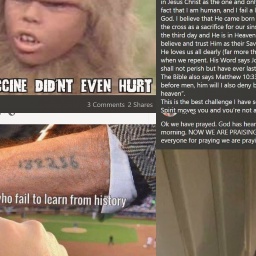 CCINE DIDN'T EVEN HURT
3 Comments 2 Shares
who fail to learn from history
in Jesus Christ as the one and onl
fact that I am human, and I fail a l
God. I believe that He came born
the cross as a sacrifice for our sin
the third day and He is in Heaven
believe and trust Him as their Sav
He loves us all dearly (far more th
when we repent. His Word says Jo
shall not perish but have ever last
The Bible also says Matthew 10:33
before men, him will I also deny b
heaven".
This is the best challenge I have s
Spirit moves you and you're not a
Ok we have prayed. God has hear
morning. NOW WE ARE PRAISING
everyone for praying we are prayi